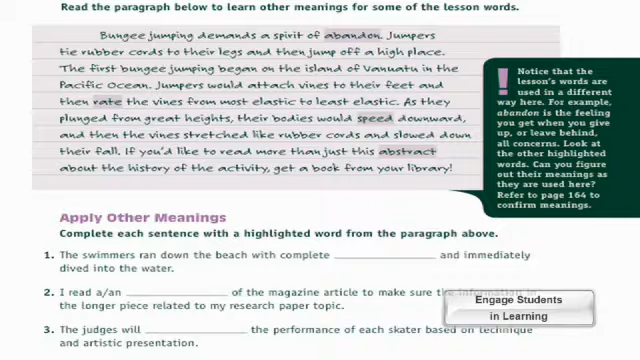 Read the paragraph below to learn other meanings for some of the lesson words.
Bungee jumping demands a spirit of abandon. Jumpers
tie rubber cords to their legs and then jump off a high place.
The first bungee jumping began on the island of Vanuatu in the
Pacific Ocean. Jumpers would attach vines to their feet and
then rate the vines from most elastic to least elastic. As they
plunged from great heights, their bodies would speed downward,
and then the vines stretched like rubber cords and slowed down
their fall. If you'd like to read more than just this abstract
about the history of the activity, get a book from your library!
! Notice that the
lesson's words are
used in a different
way here. For example,
abandon is the feeling
you get when you give
up, or leave behind,
all concerns. Look at
the other highlighted
words. Can you figure
out their meanings as
they are used here?
Refer to page 164 to
confirm meanings.
Apply Other Meanings
Complete each sentence with a highlighted word from the paragraph above.
1. The swimmers ran down the beach with complete ____________ and immediately
dived into the water.
2. I read a/an ____________ of the magazine article to make sure the information in
the longer piece related to my research paper topic.
3. The judges will ____________ the performance of each skater based on technique
and artistic presentation.
Engage Students
in Learning